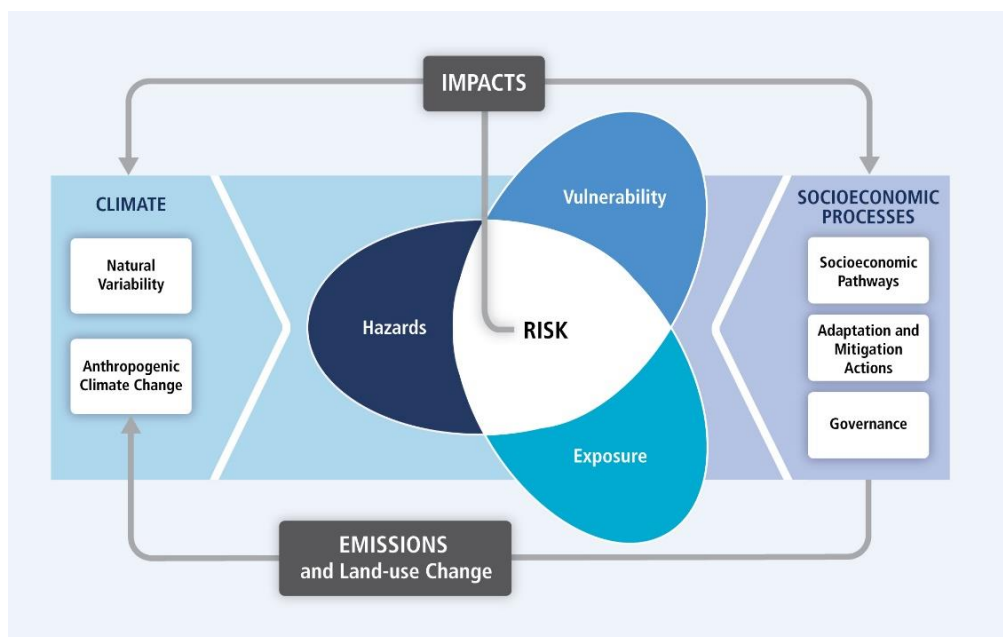 IMPACTS
CLIMATE
Natural
Variability
Anthropogenic
Climate Change
Vulnerability
Hazards
RISK
Exposure
SOCIOECONOMIC
PROCESSES
Socioeconomic
Pathways
Adaptation and
Mitigation
Actions
Governance
EMISSIONS
and Land-use Change